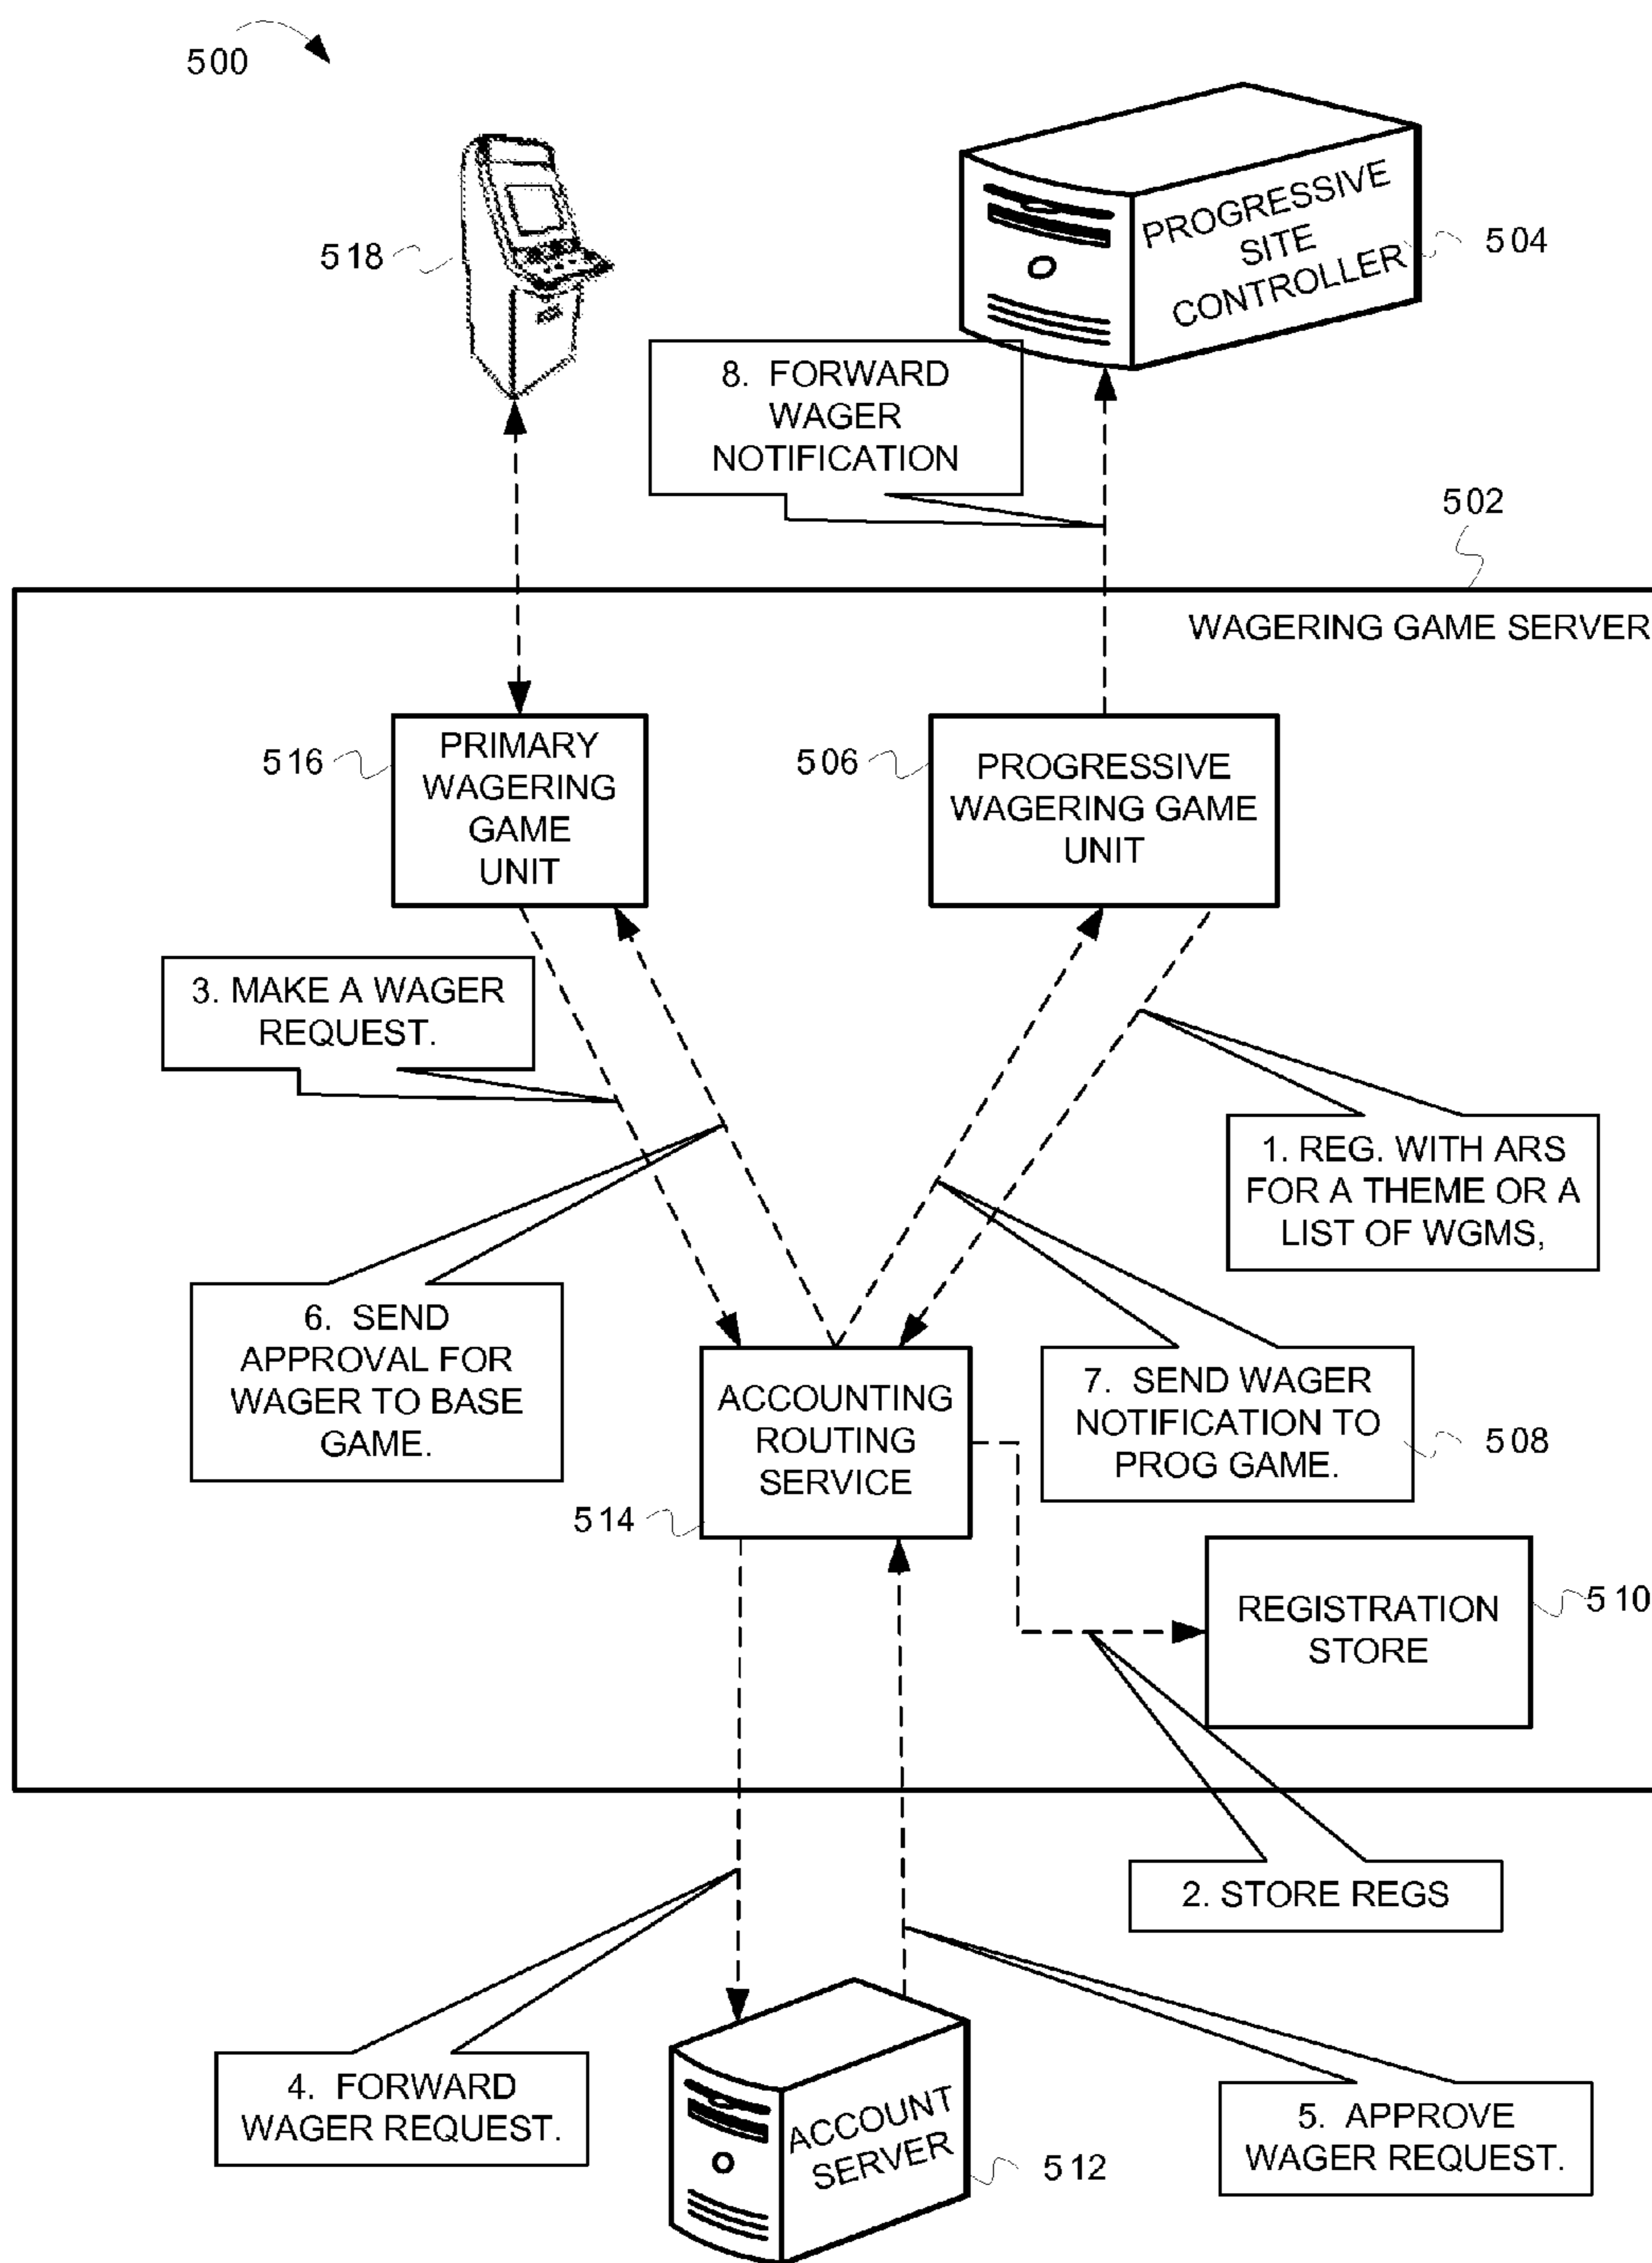 500
518
PROGRESSIVE
SITE
CONTROLLER
504
8. FORWARD
WAGER
NOTIFICATION
502
WAGERING GAME SERVER
516
PRIMARY
WAGERING
GAME
UNIT
506
PROGRESSIVE
WAGERING GAME
UNIT
3. MAKE A WAGER
REQUEST.
1. REG. WITH ARS
FOR A THEME OR A
LIST OF WGMS,
6. SEND
APPROVAL FOR
WAGER TO BASE
GAME.
ACCOUNTING
ROUTING
SERVICE
514
7. SEND WAGER
NOTIFICATION TO
PROG GAME.
508
REGISTRATION
STORE
510
2. STORE REGS
4. FORWARD
WAGER REQUEST.
ACCOUNT
SERVER
512
5. APPROVE
WAGER REQUEST.